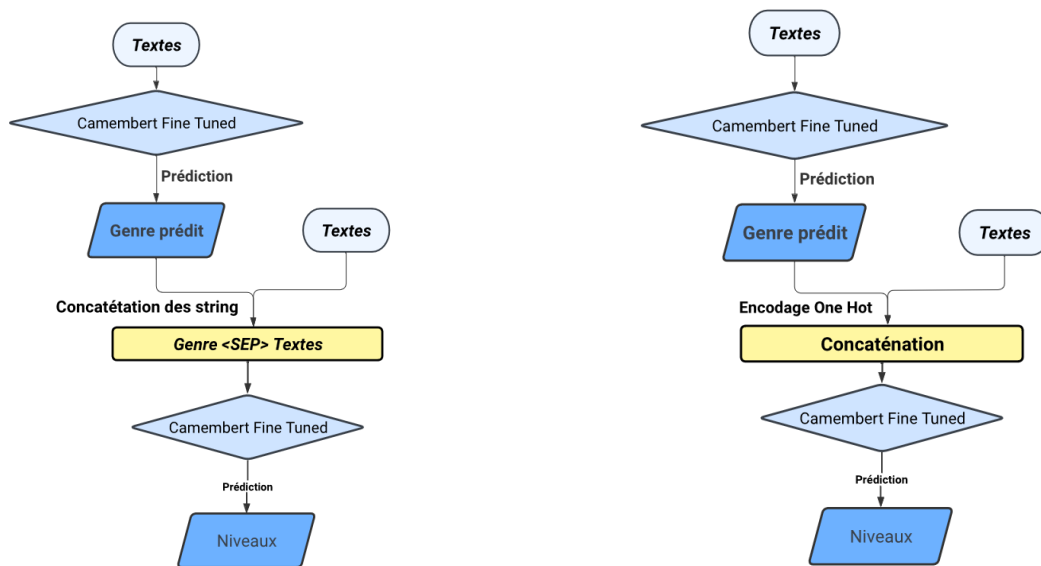 Textes
Camembert Fine Tuned
Prédiction
Genre prédit
Textes
Concatétation des string
Genre <SEP> Textes
Camembert Fine Tuned
Prédiction
Niveaux
Textes
Camembert Fine Tuned
Prédiction
Genre prédit
Textes
Encodage One Hot
Concaténation
Camembert Fine Tuned
Prédiction
Niveaux